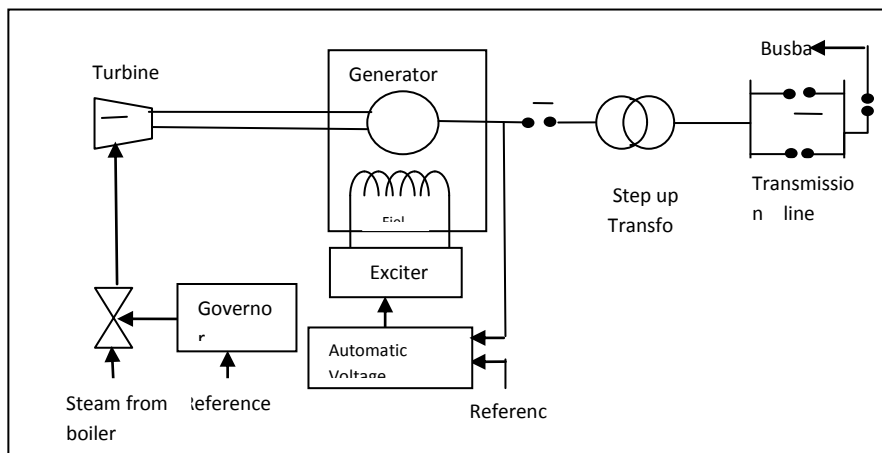 Busba
Turbine
Generator
Step up
Transfo
Transmissio
n line
Exciter
Governo
r
Automatic
Voltage
Steam from
boiler
Reference
Referenc